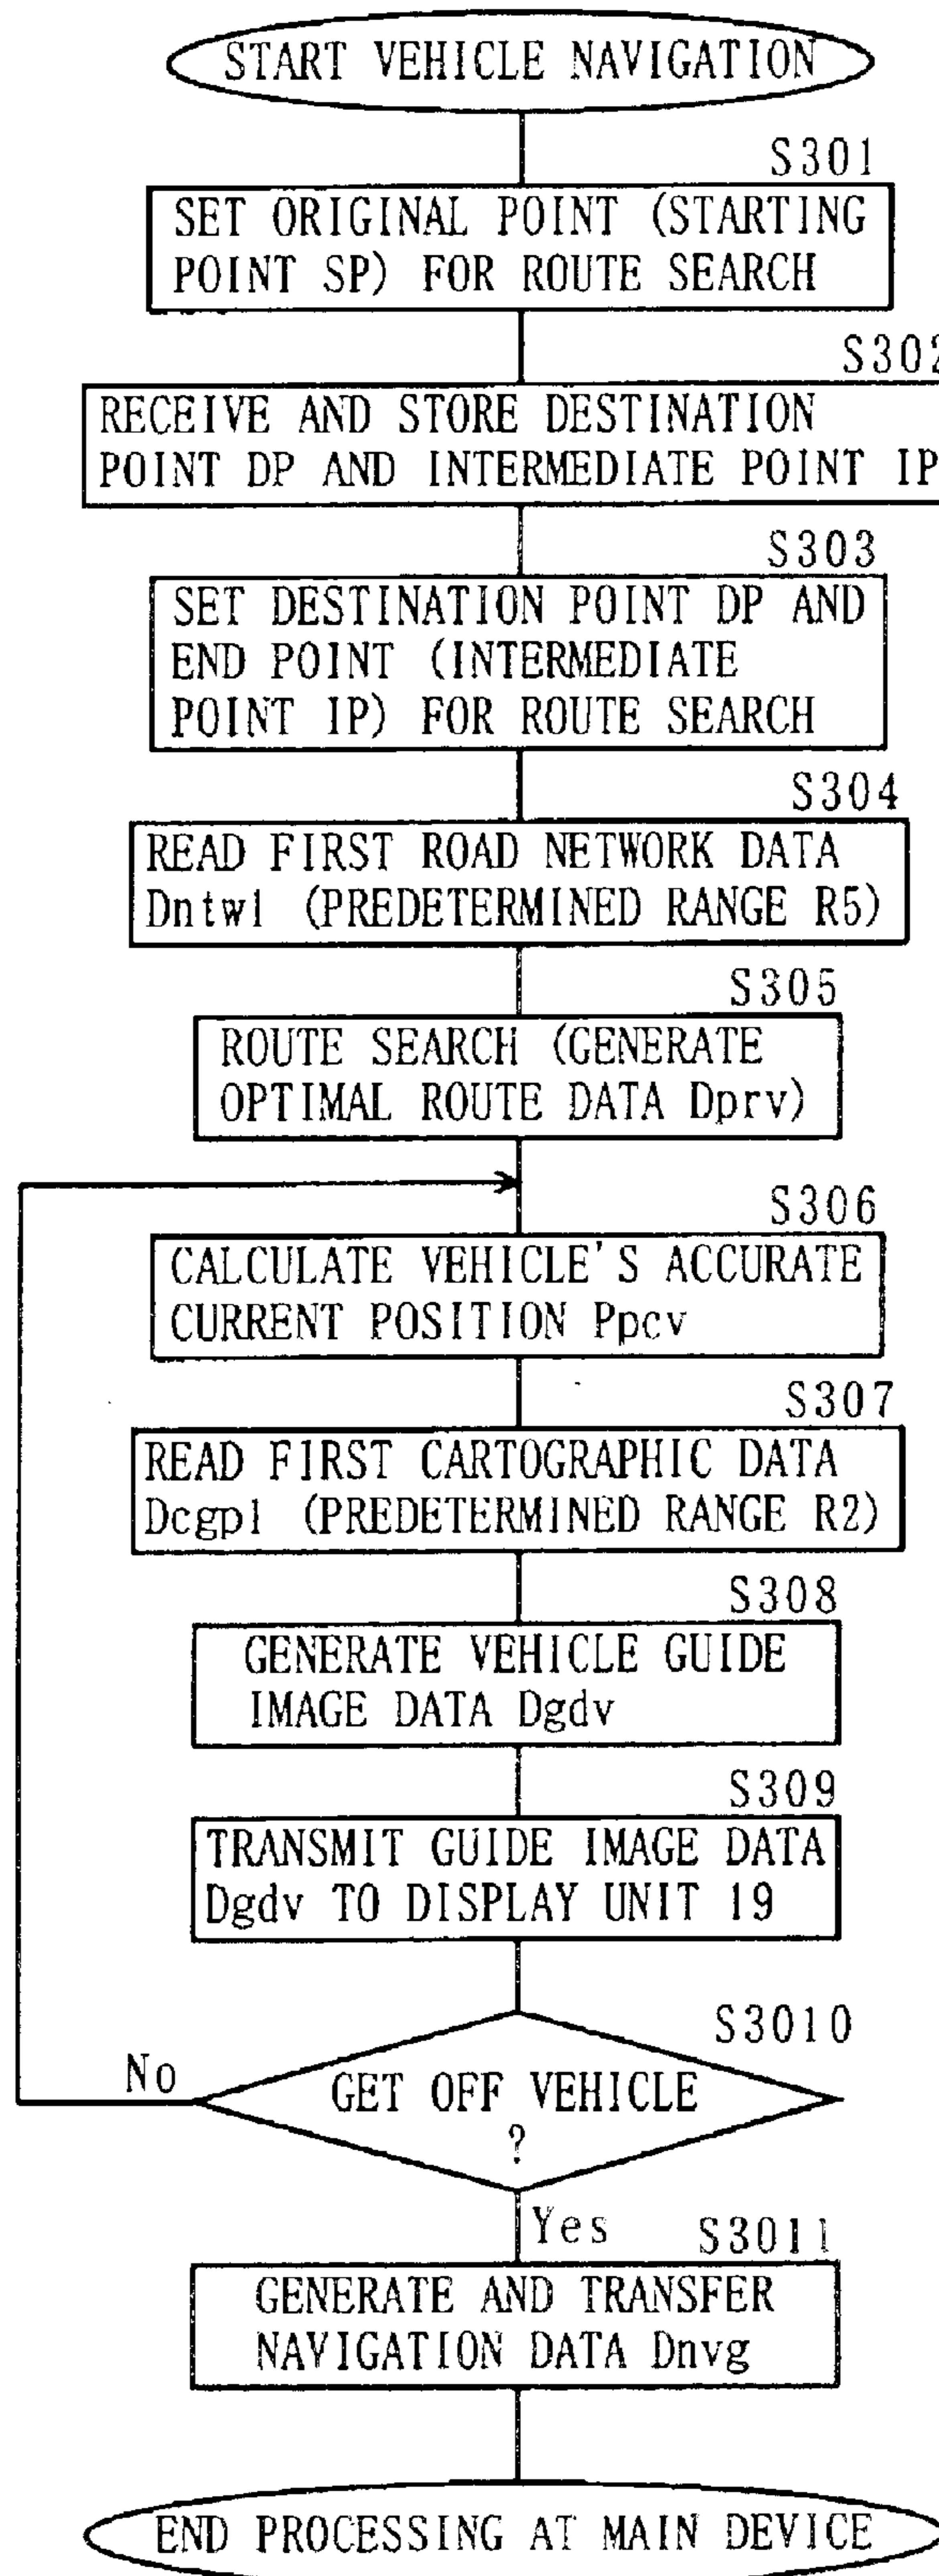 START VEHICLE NAVIGATION
S301
SET ORIGINAL POINT (STARTING
POINT SP) FOR ROUTE SEARCH
S302
RECEIVE AND STORE DESTINATION
POINT DP AND INTERMEDIATE POINT IP
S303
SET DESTINATION POINT DP AND
END POINT (INTERMEDIATE
POINT IP) FOR ROUTE SEARCH
S304
READ FIRST ROAD NETWORK DATA
Dntw1 (PREDETERMINED RANGE R5)
S305
ROUTE SEARCH (GENERATE
OPTIMAL ROUTE DATA Dprv)
S306
CALCULATE VEHICLE'S ACCURATE
CURRENT POSITION Ppcv
S307
READ FIRST CARTOGRAPHIC DATA
Dcgp1 (PREDETERMINED RANGE R2)
S308
GENERATE VEHICLE GUIDE
IMAGE DATA Dgdv
S309
TRANSMIT GUIDE IMAGE DATA
Dgdv TO DISPLAY UNIT 19
S3010
No
GET OFF VEHICLE
?
Yes
S3011
GENERATE AND TRANSFER
NAVIGATION DATA Dnvg
END PROCESSING AT MAIN DEVICE